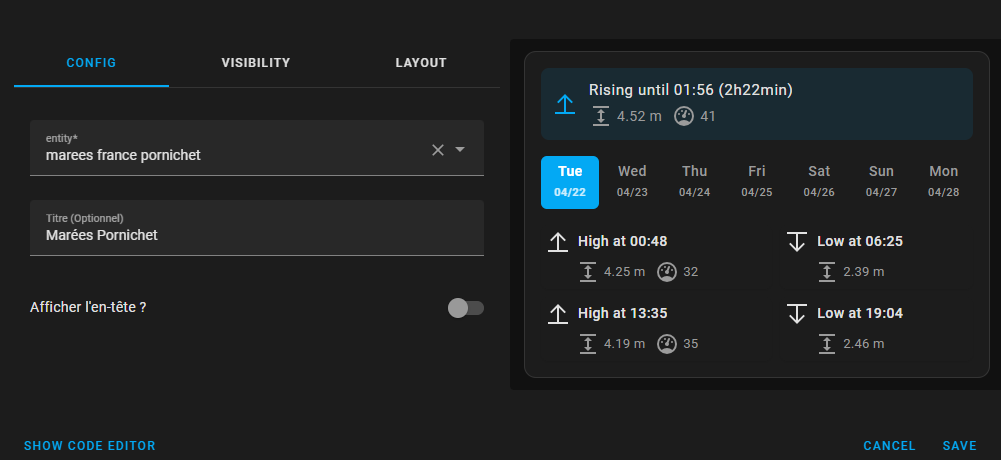 CONFIG VISIBILITY LAYOUT
entity*
marees france pornichet
Titre (Optionnel)
Marées Pornichet
Afficher l'en-tête ?
Rising until 01:56 (2h22min)
4.52 m 41
Tue Wed Thu Fri Sat Sun Mon
04/22 04/23 04/24 04/25 04/26 04/27 04/28
High at 00:48 Low at 06:25
4.25 m 32 2.39 m
High at 13:35 Low at 19:04
4.19 m 35 2.46 m
SHOW CODE EDITOR CANCEL SAVE